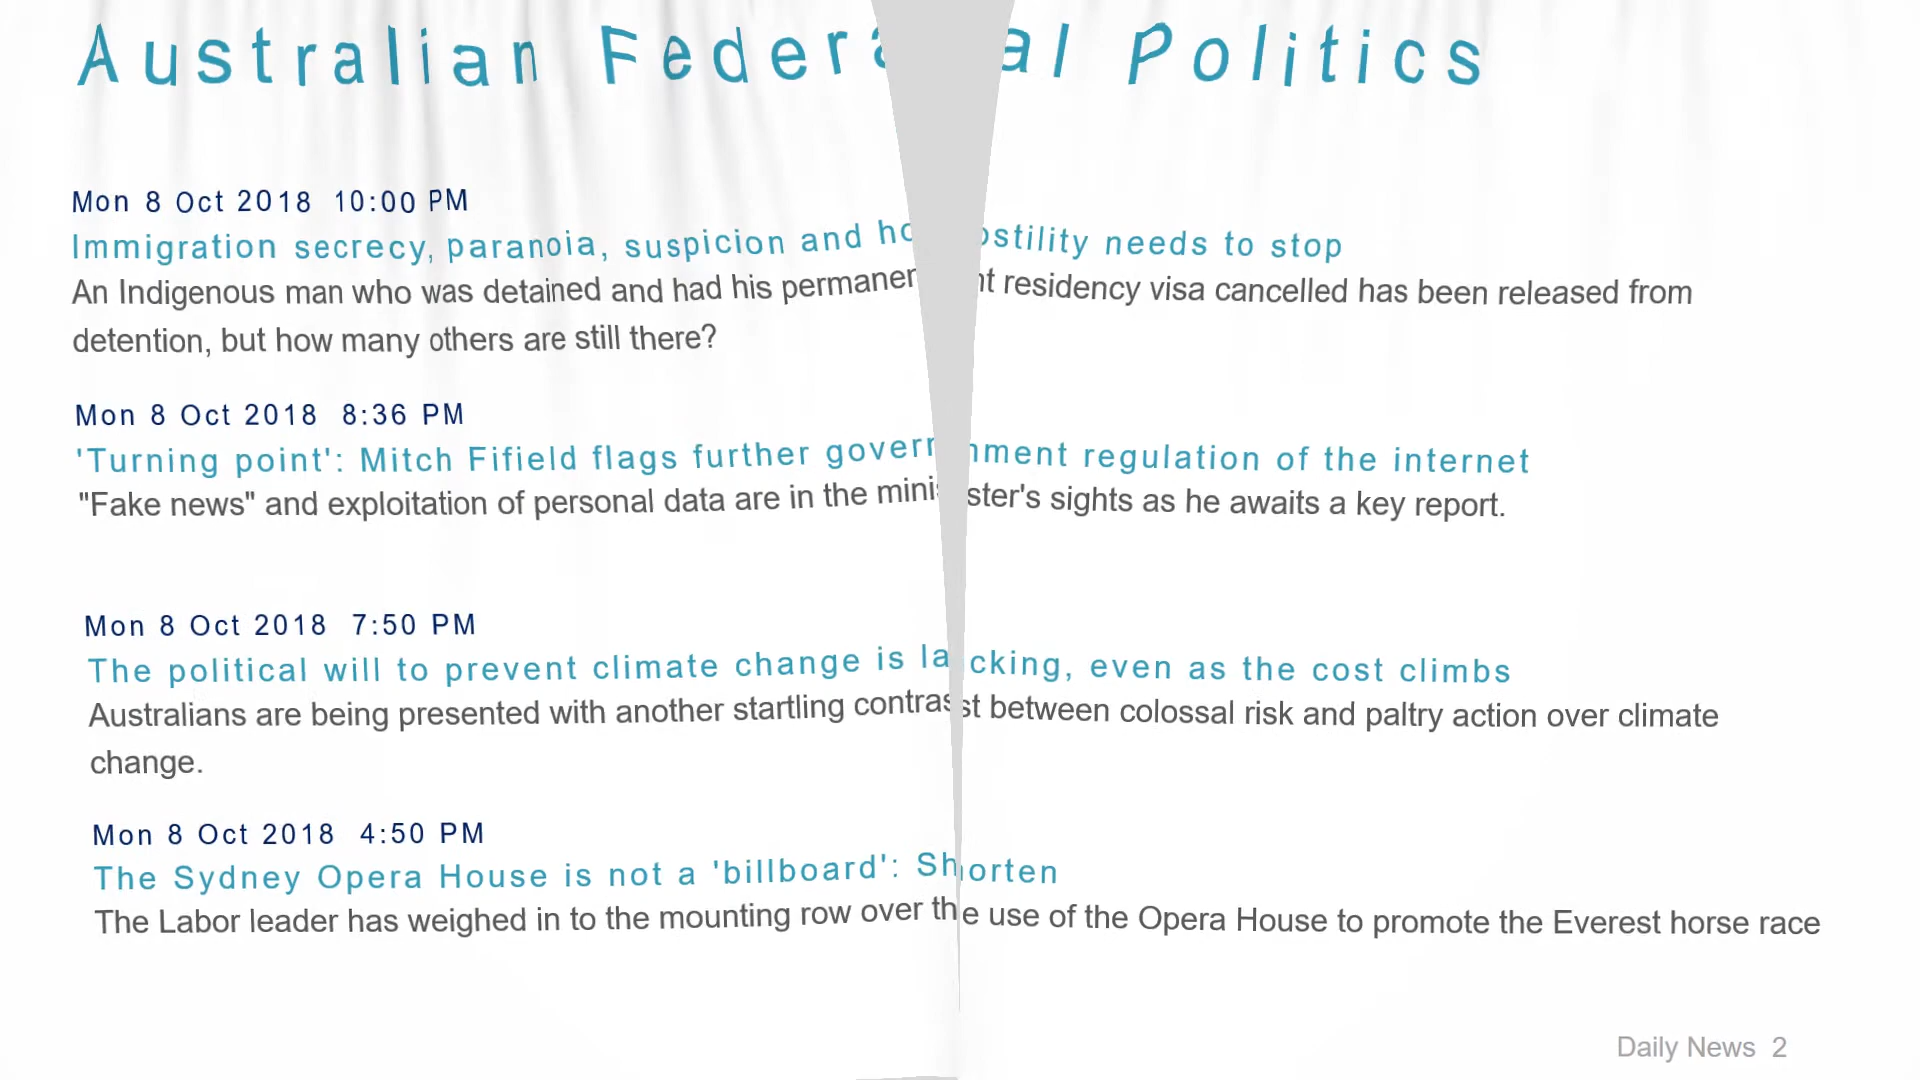 Australian Federal Politics
Mon 8 Oct 2018 10:00 PM
Immigration secrecy, paranoia, suspicion and hostility needs to stop
An Indigenous man who was detained and had his permanent residency visa cancelled has been released from
detention, but how many others are still there?
Mon 8 Oct 2018 8:36 PM
'Turning point': Mitch Fifield flags further government regulation of the internet
"Fake news" and exploitation of personal data are in the minister's sights as he awaits a key report.
Mon 8 Oct 2018 7:50 PM
The political will to prevent climate change is lacking, even as the cost climbs
Australians are being presented with another startling contrast between colossal risk and paltry action over climate
change.
Mon 8 Oct 2018 4:50 PM
The Sydney Opera House is not a 'billboard': Shorten
The Labor leader has weighed in to the mounting row over the use of the Opera House to promote the Everest horse race
Daily News 2